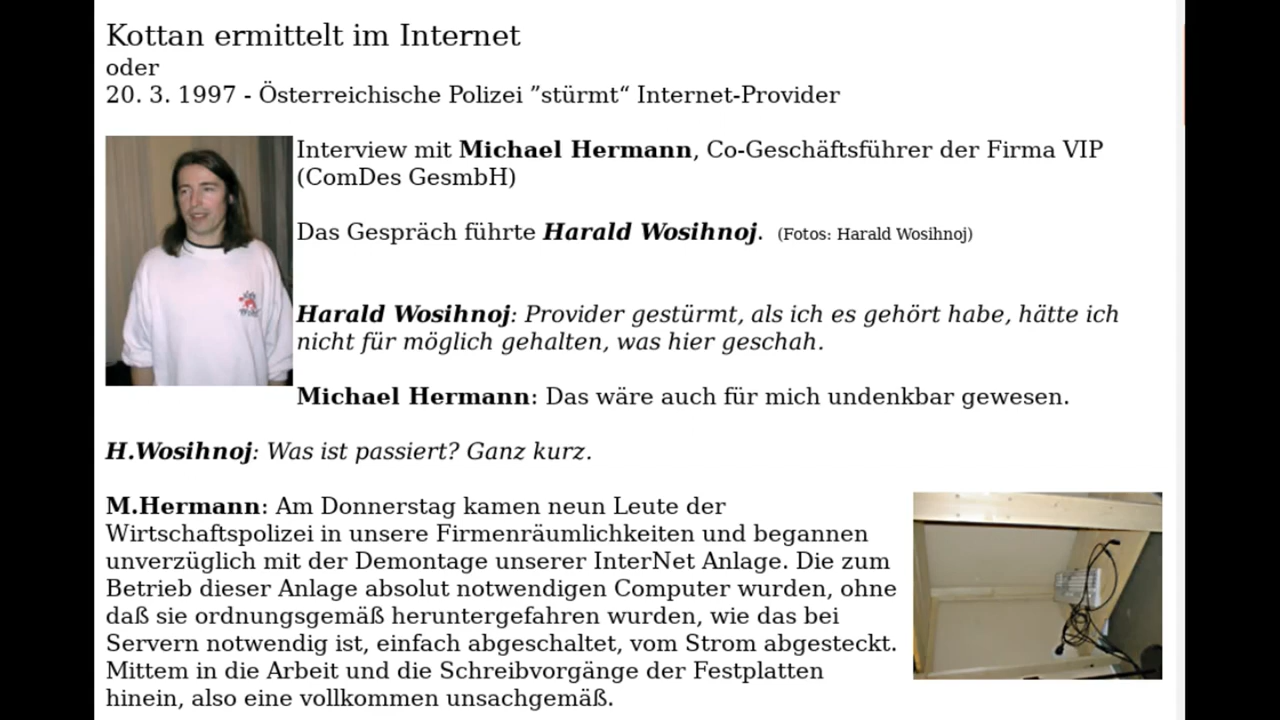 Kottan ermittelt im Internet
oder
20. 3. 1997 - Österreichische Polizei ”stürmt“ Internet-Provider
Interview mit Michael Hermann, Co-Geschäftsführer der Firma VIP
(ComDes GesmbH)
Das Gespräch führte Harald Wosihnoj. (Fotos: Harald Wosihnoj)
Harald Wosihnoj: Provider gestürmt, als ich es gehört habe, hätte ich
nicht für möglich gehalten, was hier geschah.
Michael Hermann: Das wäre auch für mich undenkbar gewesen.
H.Wosihnoj: Was ist passiert? Ganz kurz.
M.Hermann: Am Donnerstag kamen neun Leute der
Wirtschaftspolizei in unsere Firmenräumlichkeiten und begannen
unverzüglich mit der Demontage unserer InterNet Anlage. Die zum
Betrieb dieser Anlage absolut notwendigen Computer wurden, ohne
daß sie ordnungsgemäß heruntergefahren wurden, wie das bei
Servern notwendig ist, einfach abgeschaltet, vom Strom abgesteckt.
Mittem in die Arbeit und die Schreibvorgänge der Festplatten
hinein, also eine vollkommen unsachgemäß.